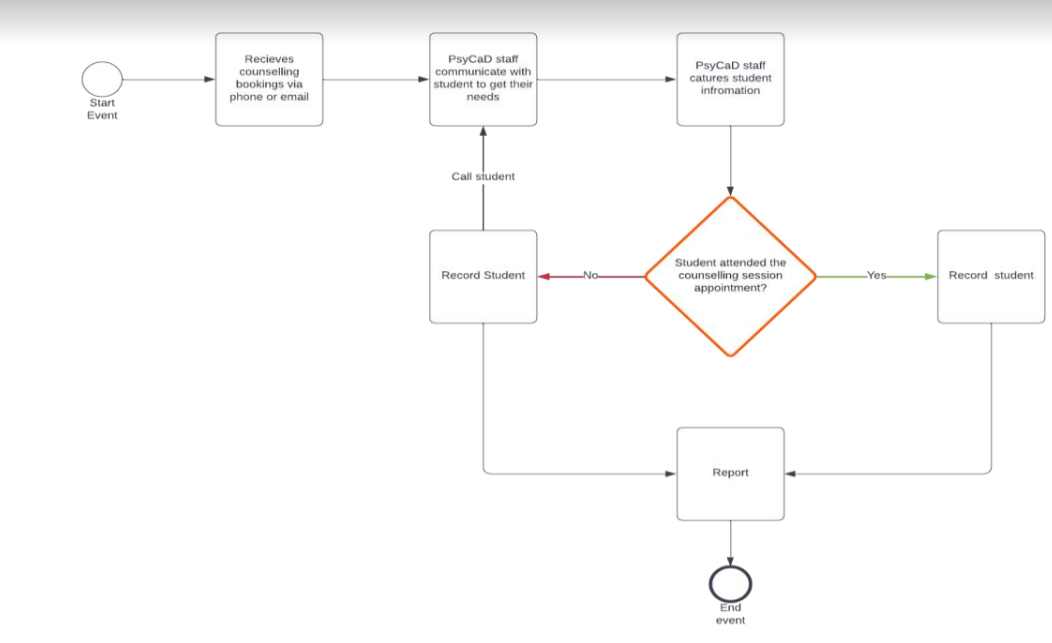 Recieves
counselling
bookings via
phone or email
PsyCaD staff
communicate with
student to get their
needs
PsyCaD staff
catures student
infromation
Start
Event
Call student
Student attended the
counselling session
appointment?
Record Student
No
Yes
Record student
Report
End
event